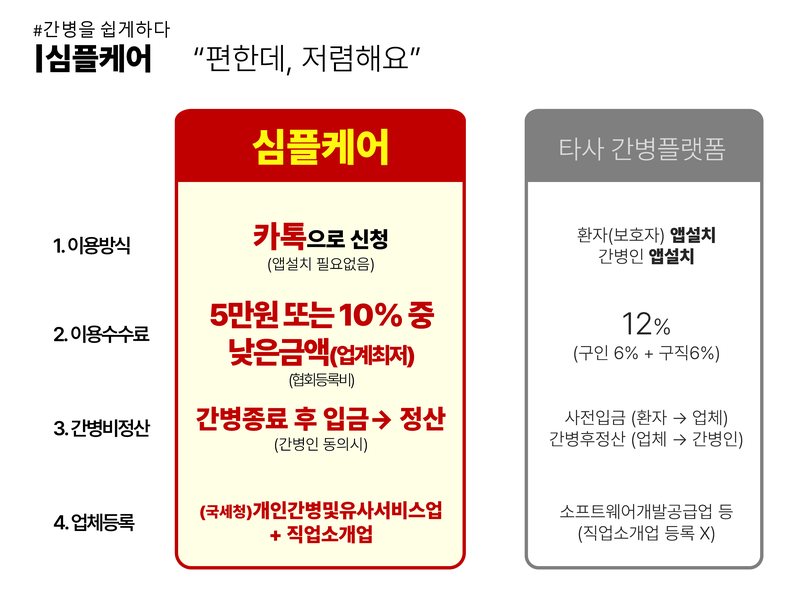 #간병을 쉽게하다
심플케어 “편한데, 저렴해요”
심플케어
타사 간병플랫폼
1. 이용방식
카톡으로 신청
(앱설치 필요없음)
환자(보호자) 앱설치
간병인 앱설치
2. 이용수수료
5만원 또는 10% 중
낮은금액(업계최저)
(협회등록비)
12%
(구인 6% + 구직6%)
3. 간병비정산
간병종료 후 입금→ 정산
(간병인 동의시)
사전입금 (환자 → 업체)
간병후정산 (업체 → 간병인)
4. 업체등록
(국세청)개인간병및유사서비스업
+ 직업소개업
소프트웨어개발공급업 등
(직업소개업 등록 X)